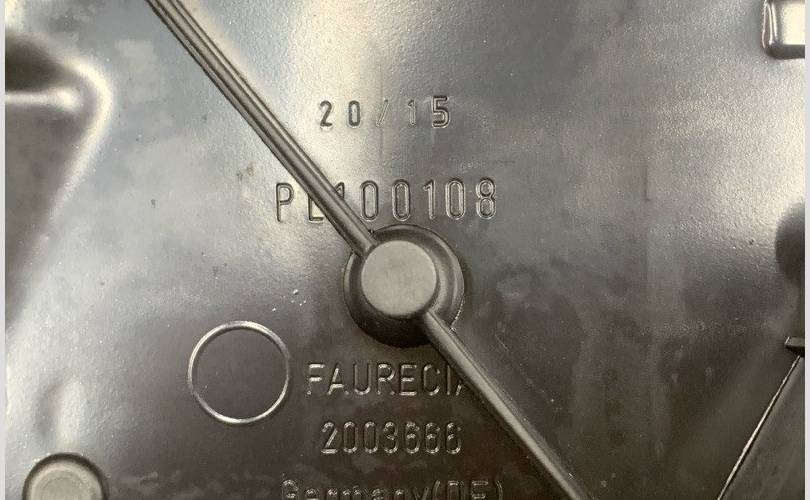 20/15
PL100108
FAURECIA
2003666
Germany(DE)